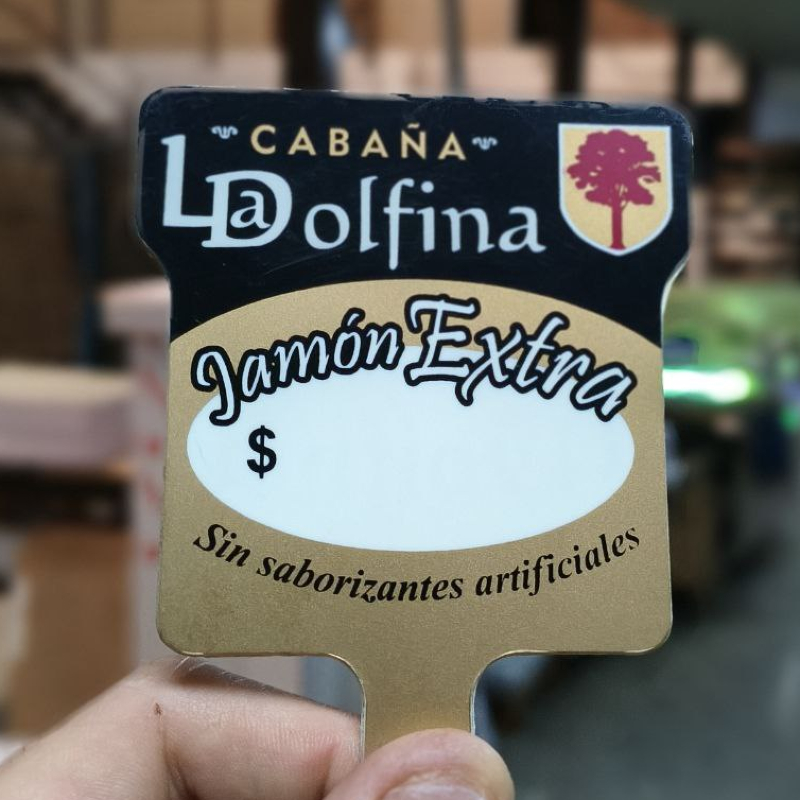 CABAÑA
La Dolfina
Jamón Extra
$
Sin saborizantes artificiales